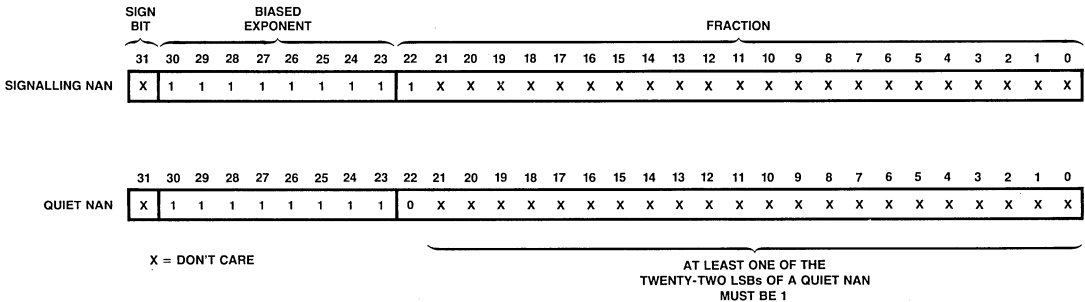 SIGN BIT
BIASED EXPONENT
FRACTION
31 30 29 28 27 26 25 24 23 22 21 20 19 18 17 16 15 14 13 12 11 10 9 8 7 6 5 4 3 2 1 0
SIGNALLING NAN X 1 1 1 1 1 1 1 1 1 X X X X X X X X X X X X X X X X X X X X X X
31 30 29 28 27 26 25 24 23 22 21 20 19 18 17 16 15 14 13 12 11 10 9 8 7 6 5 4 3 2 1 0
QUIET NAN X 1 1 1 1 1 1 1 1 0 X X X X X X X X X X X X X X X X X X X X X X
X = DON'T CARE
AT LEAST ONE OF THE
TWENTY-TWO LSBs OF A QUIET NAN
MUST BE 1